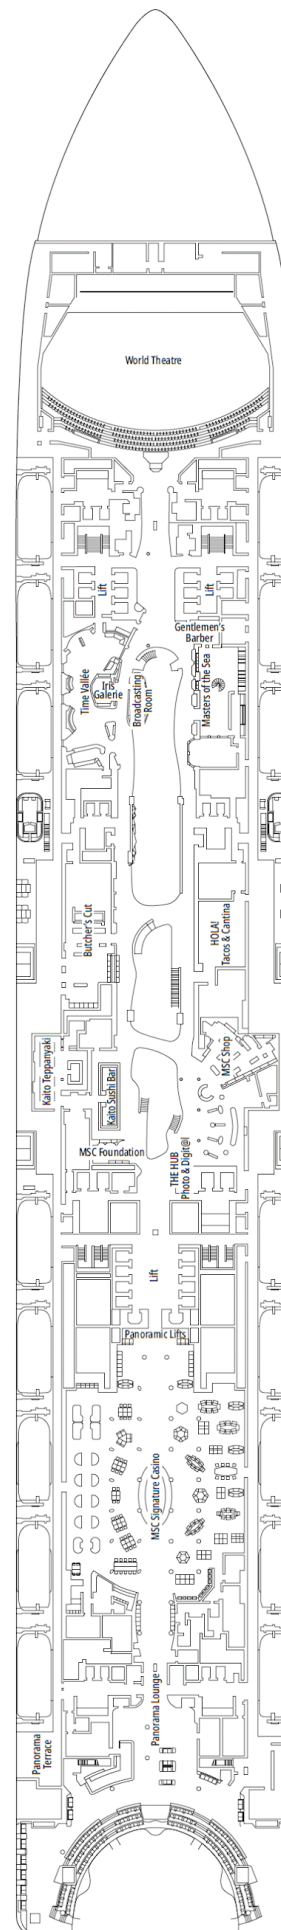 World Theatre
Lift
Lift
Gentlemen's
Barber
Time Vallée
Iris
Galerie
Broadcasting
Room
Masters of the Sea
Butcher's Cut
HOLA!
Tacos & Cantina
Kaito Teppanyaki
Kaito Sushi Bar
MSC Shop
MSC Foundation
THE HUB
Photo & Digit@l
Lift
Panoramic Lifts
MSC Signature Casino
Panorama Lounge
Panorama
Terrace